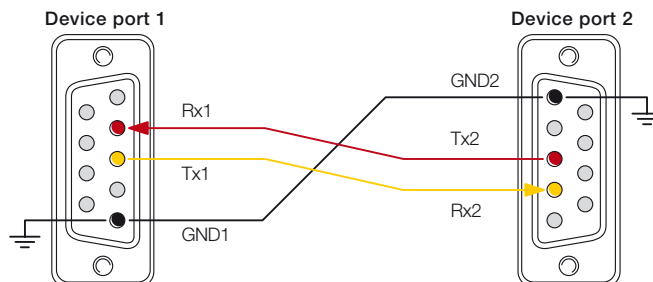 Device port 1
Device port 2
GND2
Rx1
Tx2
Tx1
Rx2
GND1